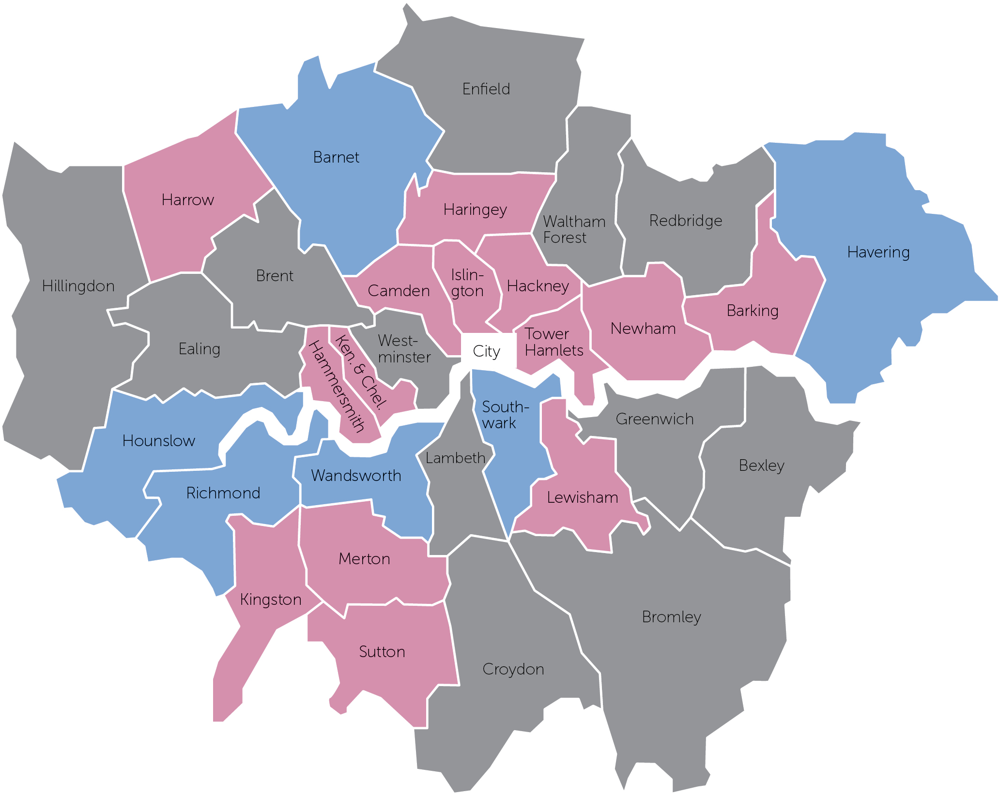 Enfield
Barnet
Harrow
Haringey
Waltham
Forest
Redbridge
Havering
Hillingdon
Brent
Camden
Islin-
gton
Hackney
Barking
Newham
Ealing
Hammersmith
Ken. & Chel.
West-
minster
City
Tower
Hamlets
Hounslow
South-
wark
Greenwich
Richmond
Wandsworth
Lambeth
Lewisham
Bexley
Merton
Kingston
Sutton
Croydon
Bromley